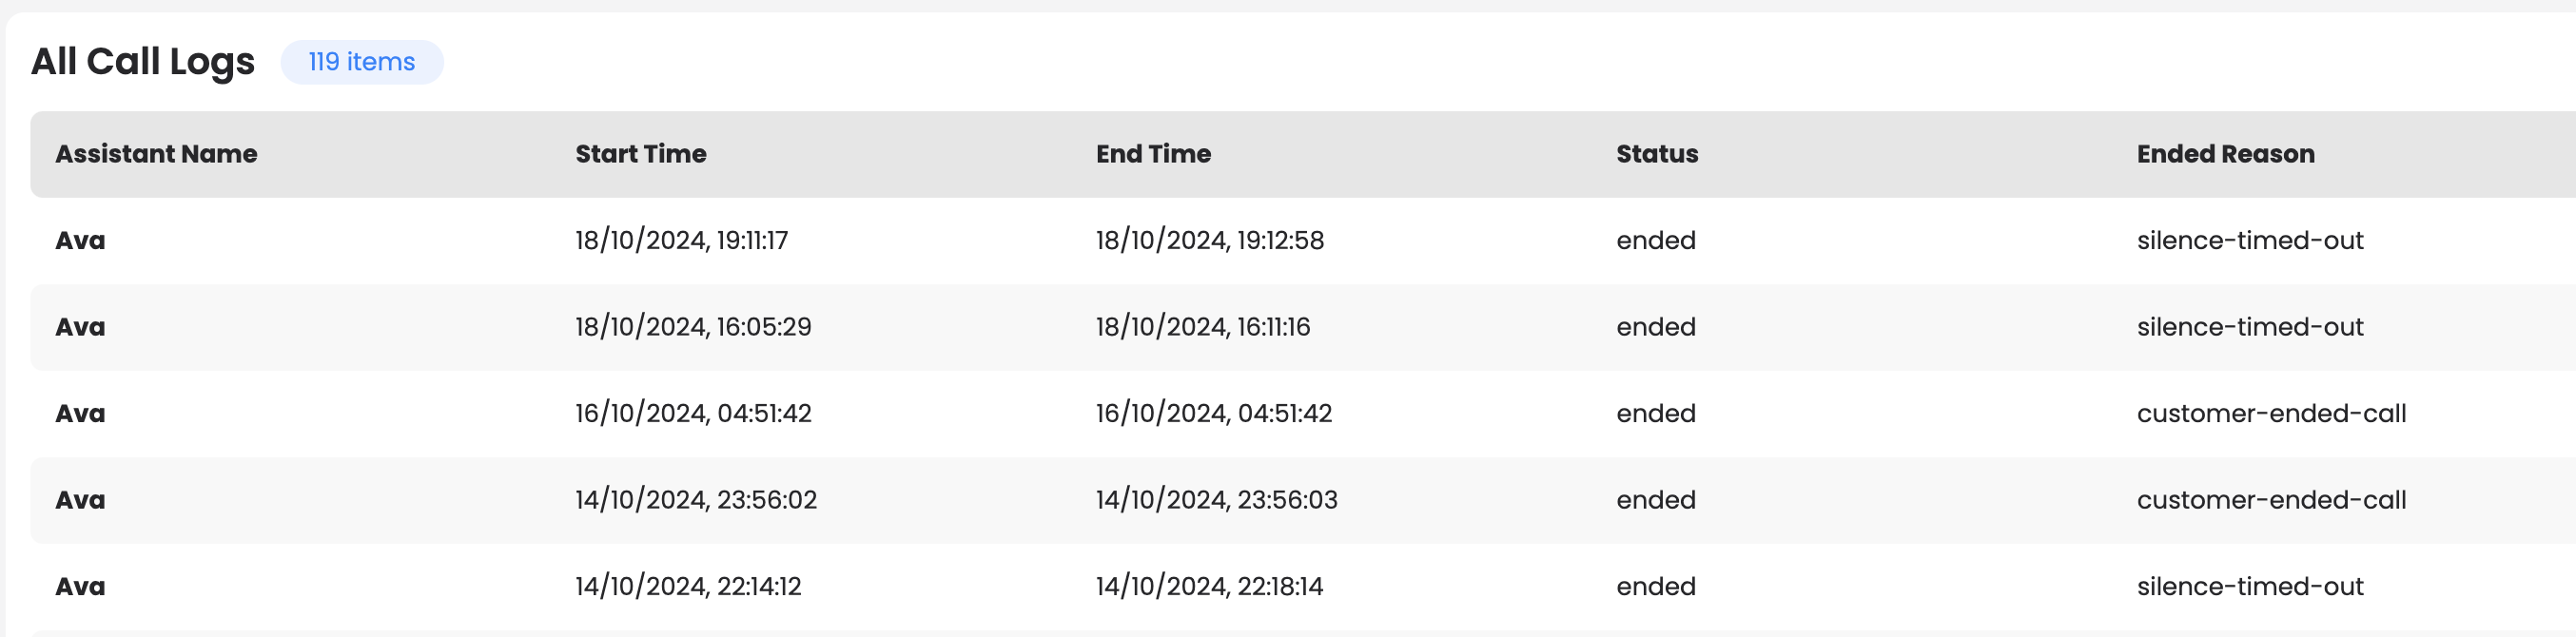 All Call Logs 119 items
Assistant Name Start Time End Time Status Ended Reason
Ava 18/10/2024, 19:11:17 18/10/2024, 19:12:58 ended silence-timed-out
Ava 18/10/2024, 16:05:29 18/10/2024, 16:11:16 ended silence-timed-out
Ava 16/10/2024, 04:51:42 16/10/2024, 04:51:42 ended customer-ended-call
Ava 14/10/2024, 23:56:02 14/10/2024, 23:56:03 ended customer-ended-call
Ava 14/10/2024, 22:14:12 14/10/2024, 22:18:14 ended silence-timed-out